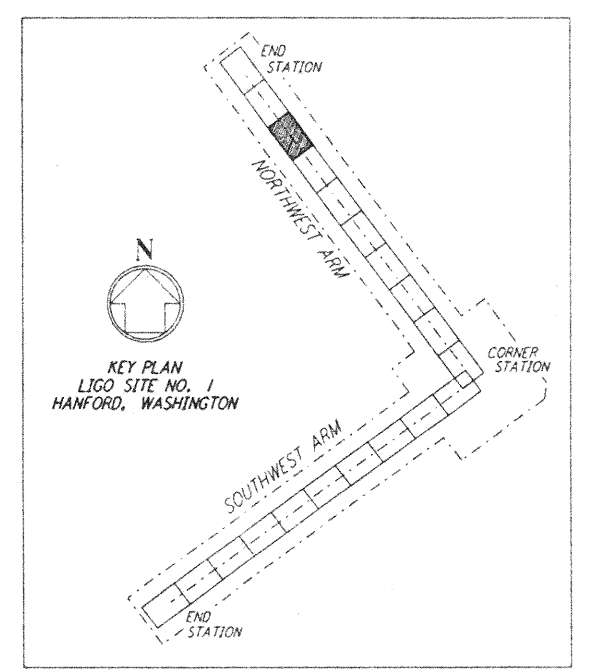 END
STATION
NORTHWEST ARM
N
KEY PLAN
LIGO SITE NO. 1
HANFORD, WASHINGTON
CORNER
STATION
SOUTHWEST ARM
END
STATION